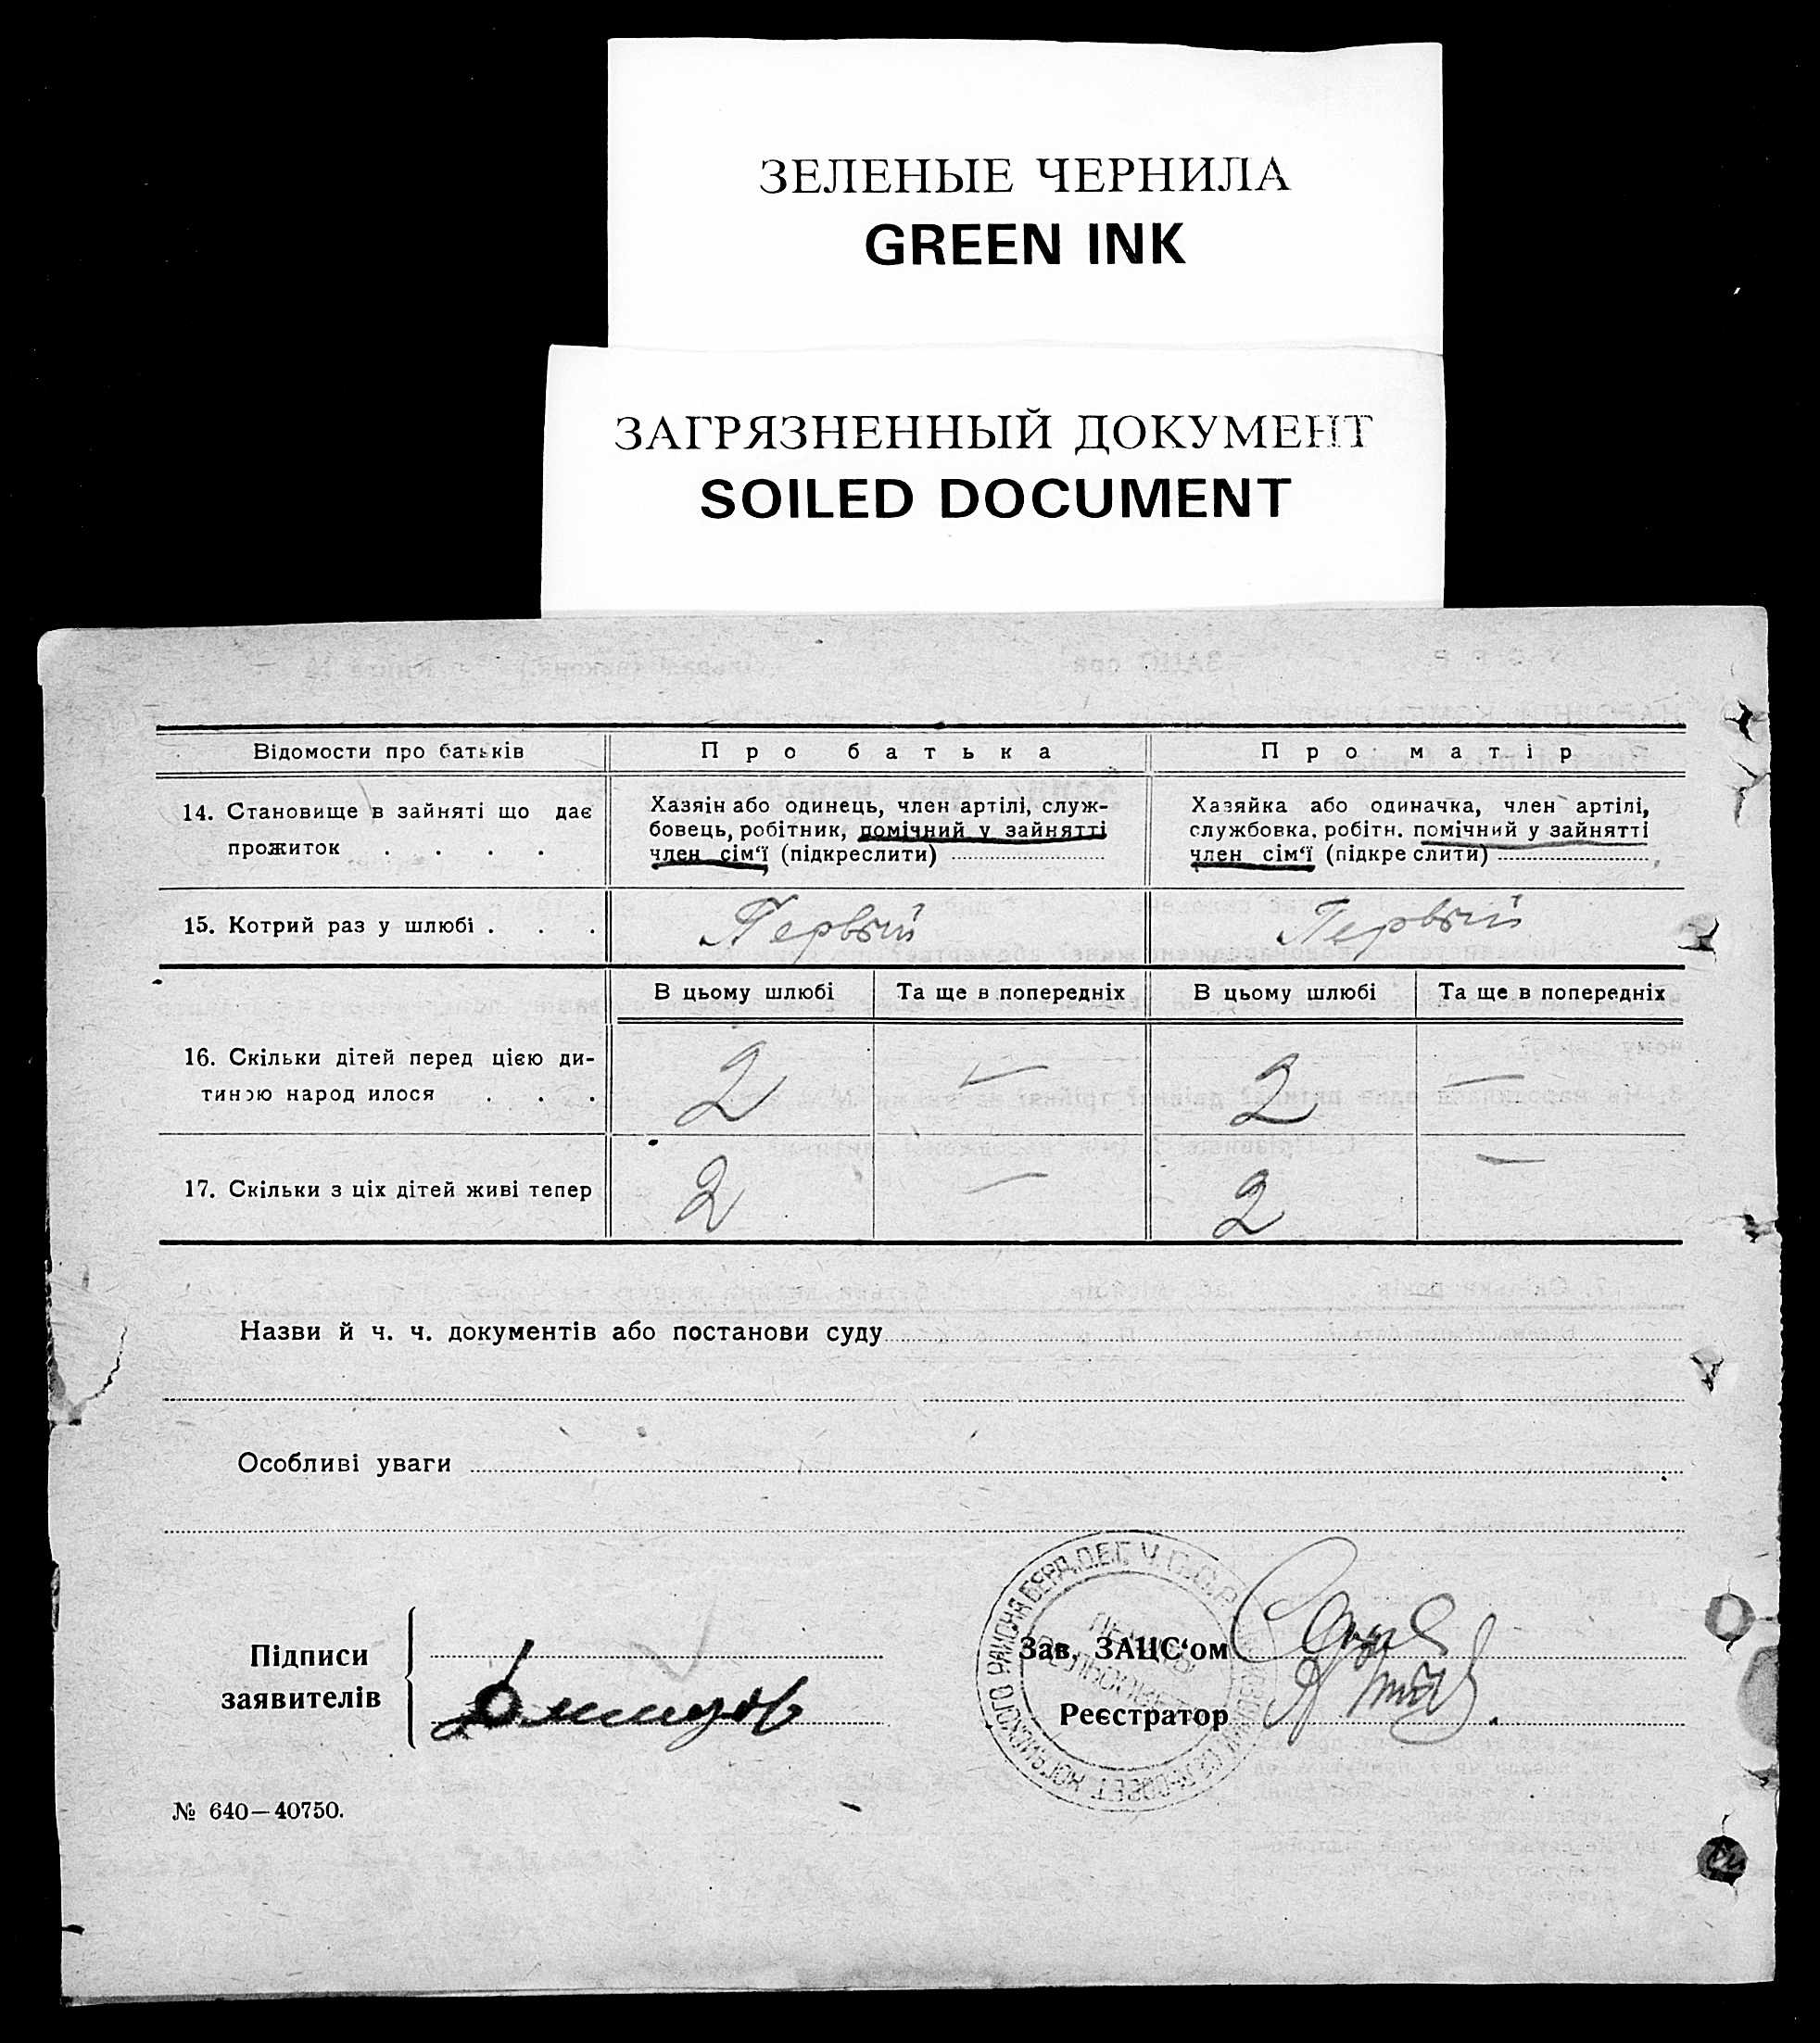 ЗЕЛЕНЫЕ ЧЕРНИЛА
GREEN INK
ЗАГРЯЗНЕННЫЙ ДОКУМЕНТ
SOILED DOCUMENT
Відомости про батьків
Про батька
Про матір
14. Становище в зайняті що дає
прожиток . . . .
Хазяін або одинець, член артілі, служ-
бовець, робітник, помічний у зайнятті
член сім‘ї (підкреслити)
Хазяйка або одиначка, член артілі,
службовка, робітн. помічний у зайнятті
член сім‘ї (підкреслити)
15. Котрий раз у шлюбі . . .
Первый
Первый
В цьому шлюбі
Та ще в попередніх
В цьому шлюбі
Та ще в попередніх
16. Скільки дітей перед цією ди-
тиною народилося . . .
2
—
2
—
17. Скільки з ціх дітей живі тепер
2
—
2
—
Назви й ч. ч. документів або постанови суду
Особливі уваги
Підписи
заявителів
Зав. ЗАЦС‘ом
Реєстратор
У.С.С.Р.
№ 640—40750.